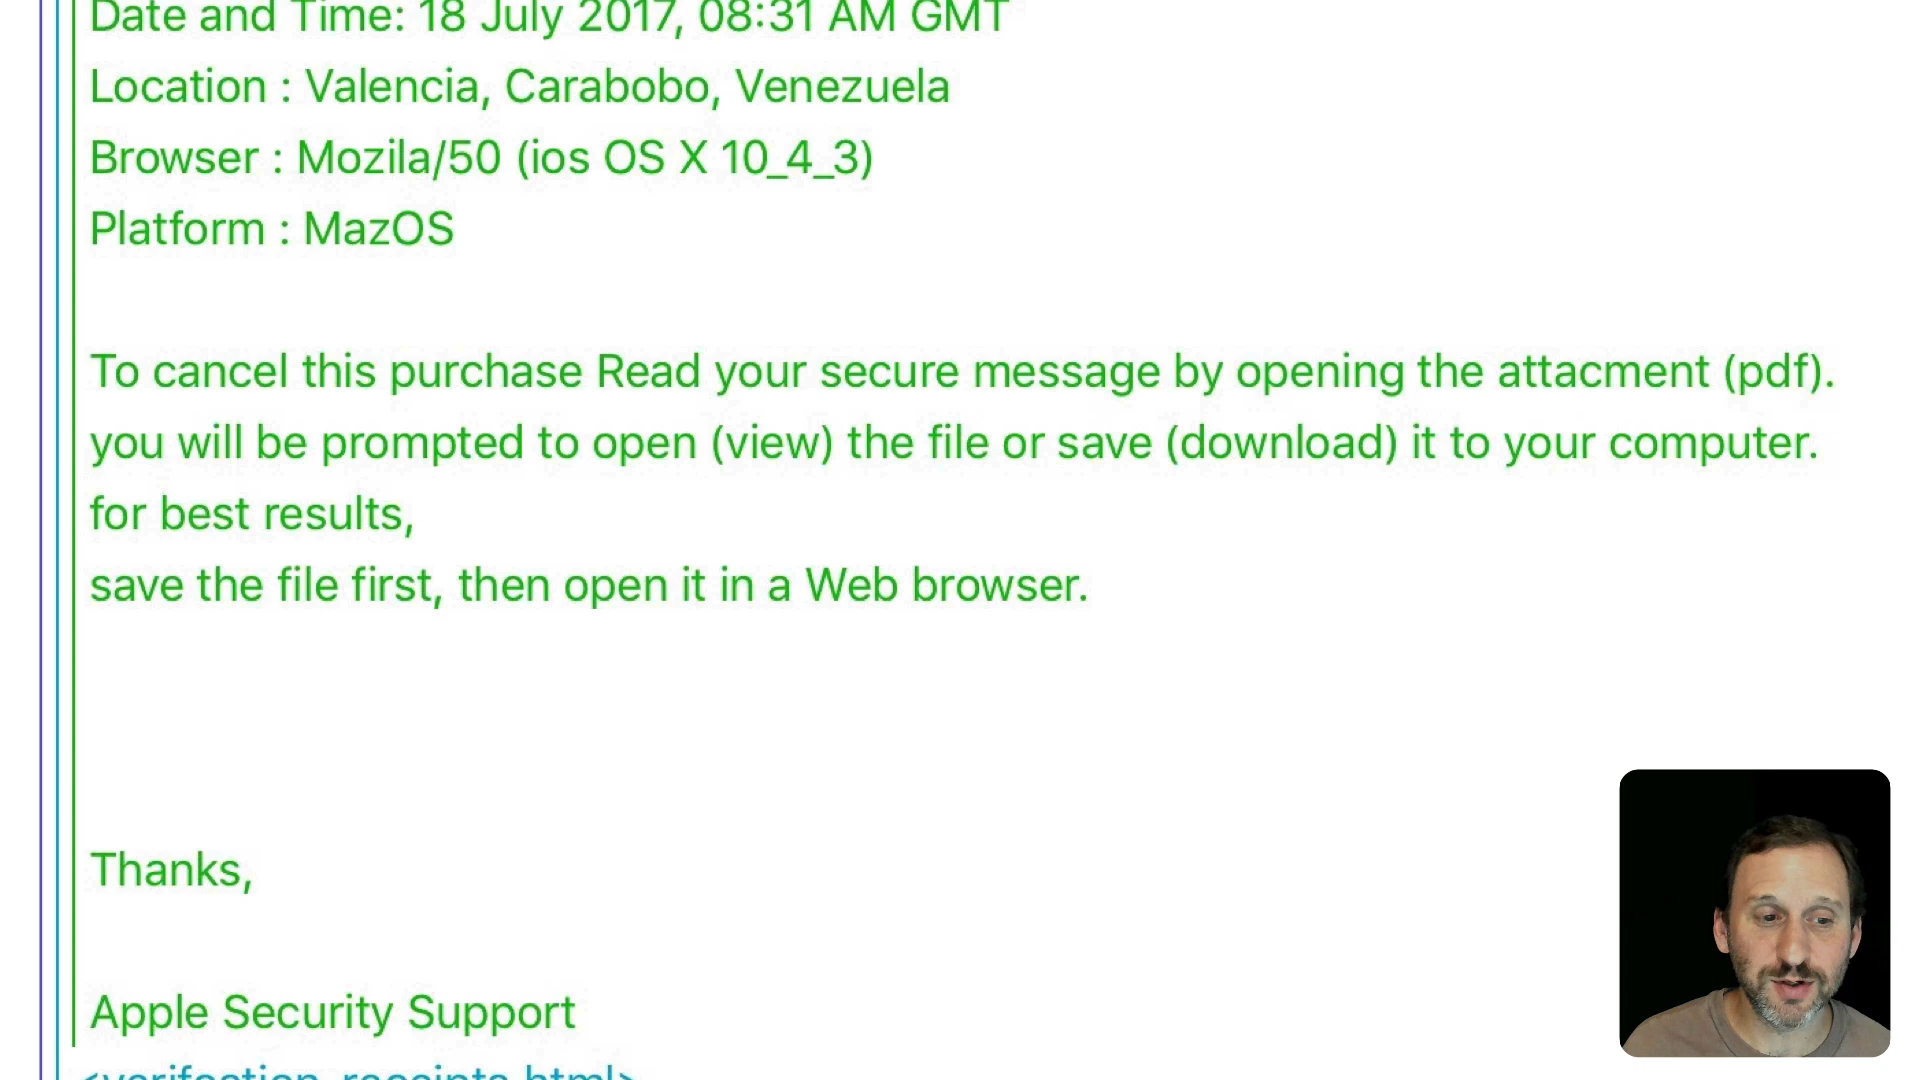 Date and Time: 18 July 2017, 08:31 AM GMT
Location : Valencia, Carabobo, Venezuela
Browser : Mozila/50 (ios OS X 10_4_3)
Platform : MazOS
To cancel this purchase Read your secure message by opening the attacment (pdf).
you will be prompted to open (view) the file or save (download) it to your computer.
for best results,
save the file first, then open it in a Web browser.
Thanks,
Apple Security Support